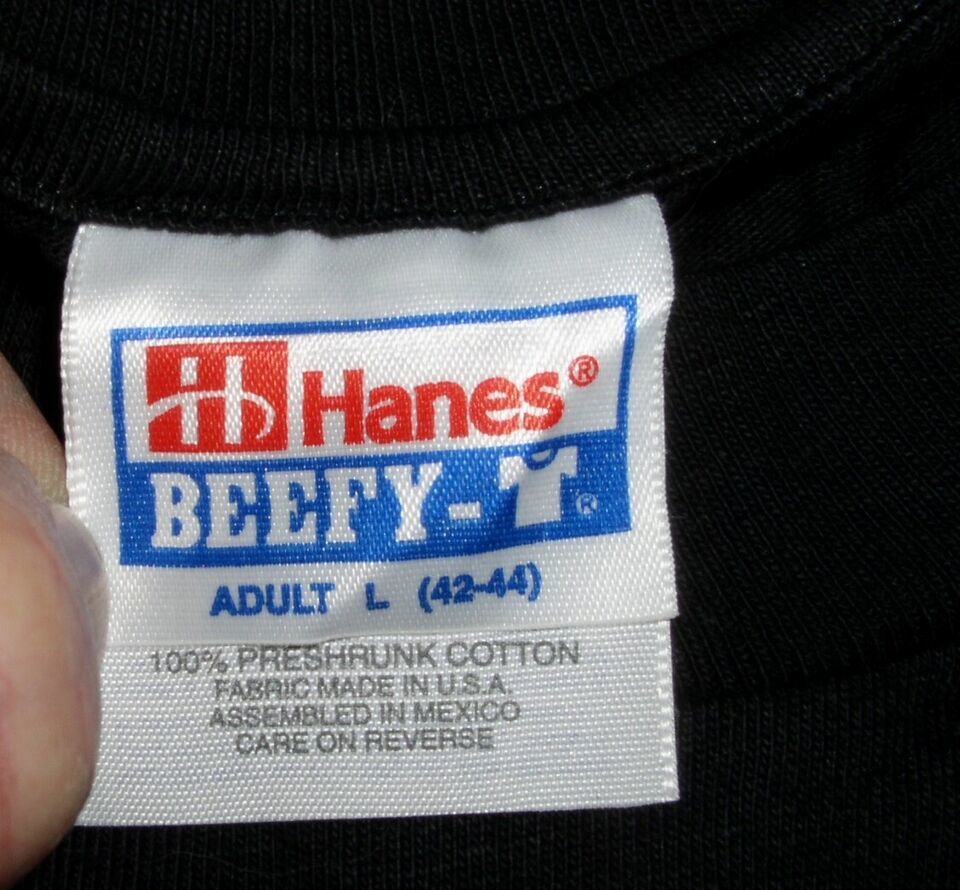 H Hanes®
BEEFY-T®
ADULT L (42-44)
100% PRESHRUNK COTTON
FABRIC MADE IN U.S.A.
ASSEMBLED IN MEXICO
CARE ON REVERSE